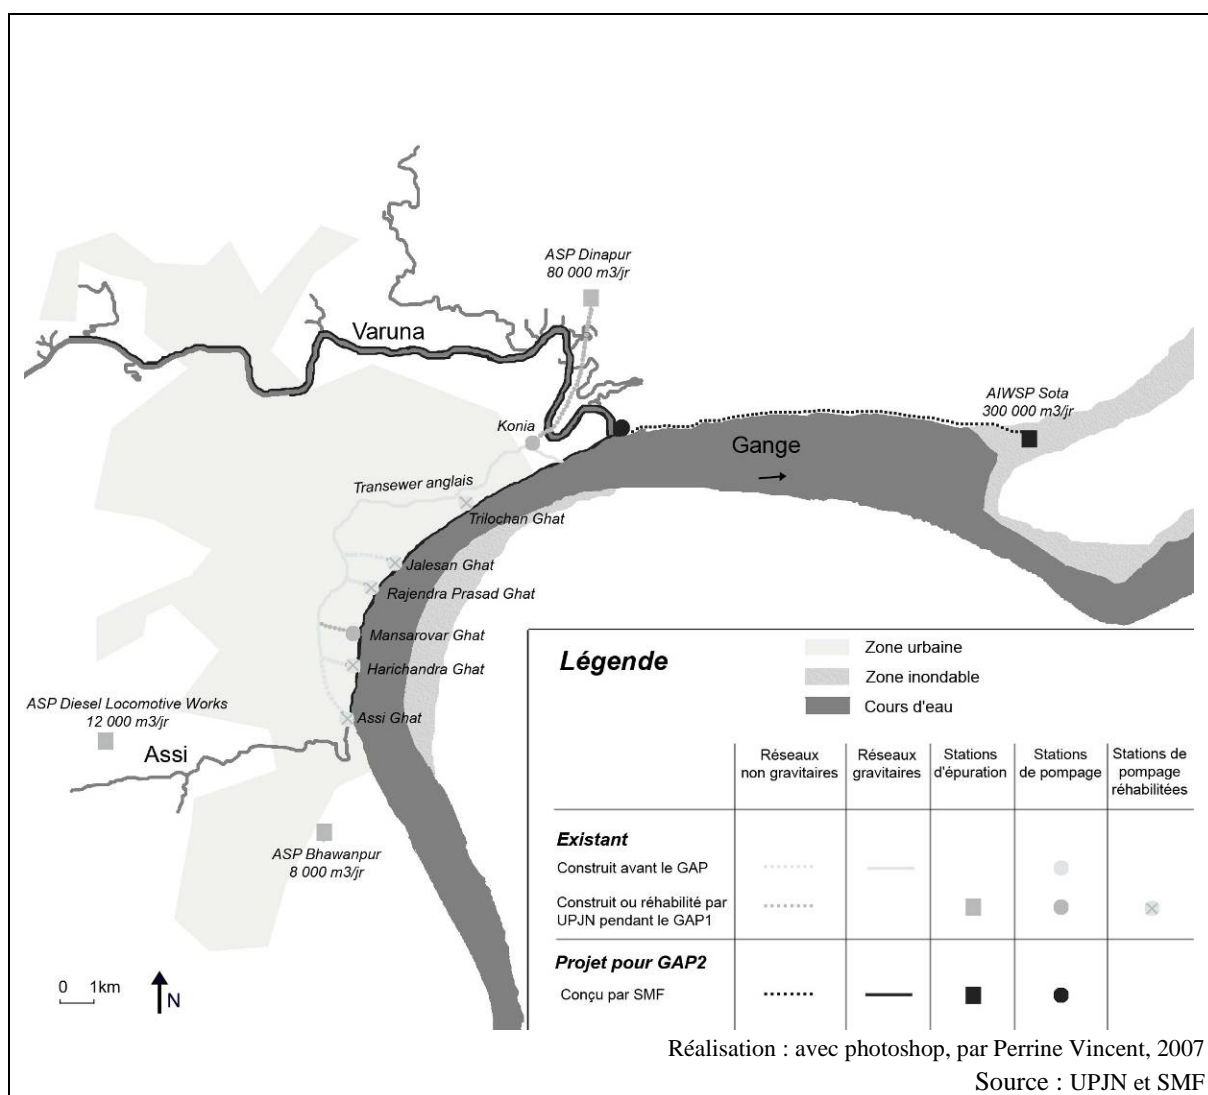 ASP Dinapur
80 000 m3/jr
Varuna
AIWSP Sota
300 000 m3/jr
Konia
Gange
Transewer anglais
Trilochan Ghat
Jalesan Ghat
Rajendra Prasad Ghat
Mansarovar Ghat
Harichandra Ghat
ASP Diesel Locomotive Works
12 000 m3/jr
Assi Ghat
Assi
ASP Bhawanpur
8 000 m3/jr
0 1km
N
Légende
Zone urbaine
Zone inondable
Cours d'eau
Réseaux
non gravitaires
Réseaux
gravitaires
Stations
d'épuration
Stations
de pompage
Stations de
pompage
réhabilitées
Existant
Construit avant le GAP
Construit ou réhabilité par
UPJN pendant le GAP1
Projet pour GAP2
Conçu par SMF
Réalisation : avec photoshop, par Perrine Vincent, 2007
Source : UPJN et SMF